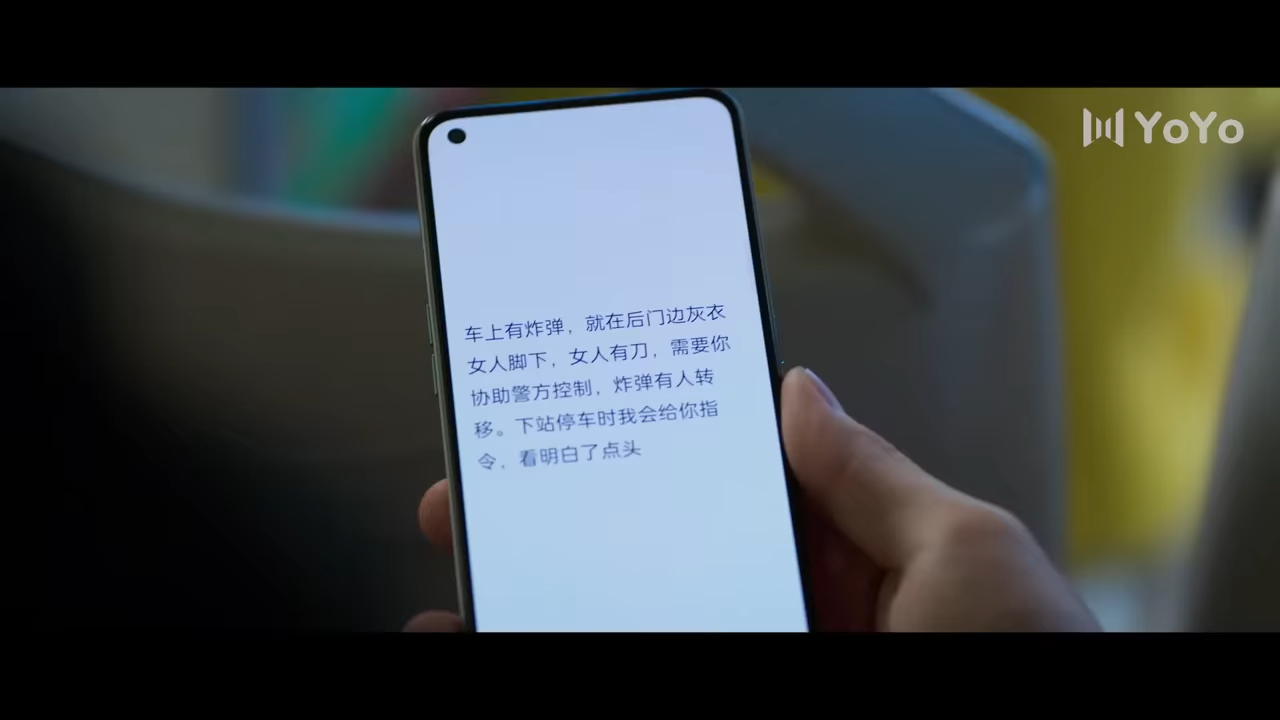 YoYo
车上有炸弹，就在后门边灰衣
女人脚下，女人有刀，需要你
协助警方控制，炸弹有人转
移。下站停车时我会给你指
令，看明白了点头